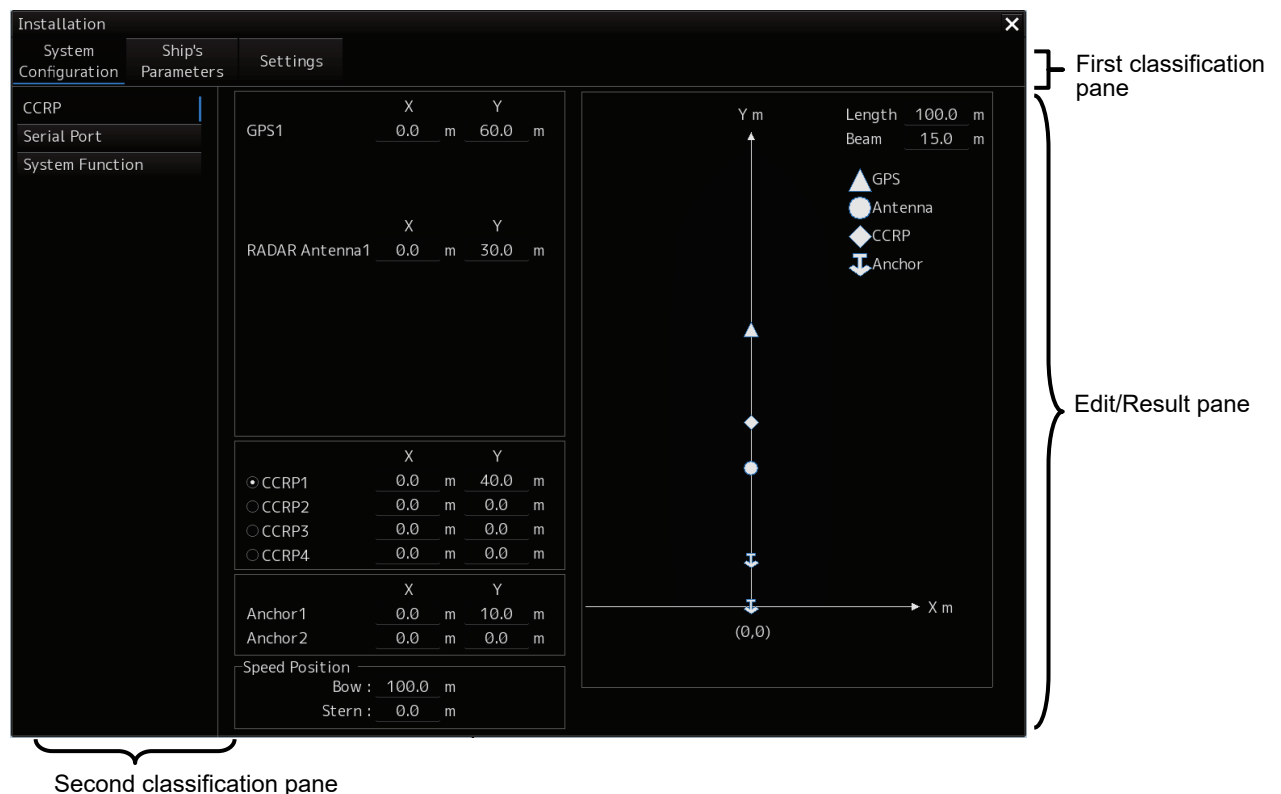 Installation
System Configuration
Ship's Parameters
Settings
First classification pane
CCRP
Serial Port
System Function
X Y
GPS1 0.0 m 60.0 m
X Y
RADAR Antenna1 0.0 m 30.0 m
X Y
CCRP1 0.0 m 40.0 m
CCRP2 0.0 m 0.0 m
CCRP3 0.0 m 0.0 m
CCRP4 0.0 m 0.0 m
X Y
Anchor1 0.0 m 10.0 m
Anchor2 0.0 m 0.0 m
Speed Position
Bow : 100.0 m
Stern : 0.0 m
Y m
Length 100.0 m
Beam 15.0 m
GPS
Antenna
CCRP
Anchor
X m
(0,0)
Edit/Result pane
Second classification pane